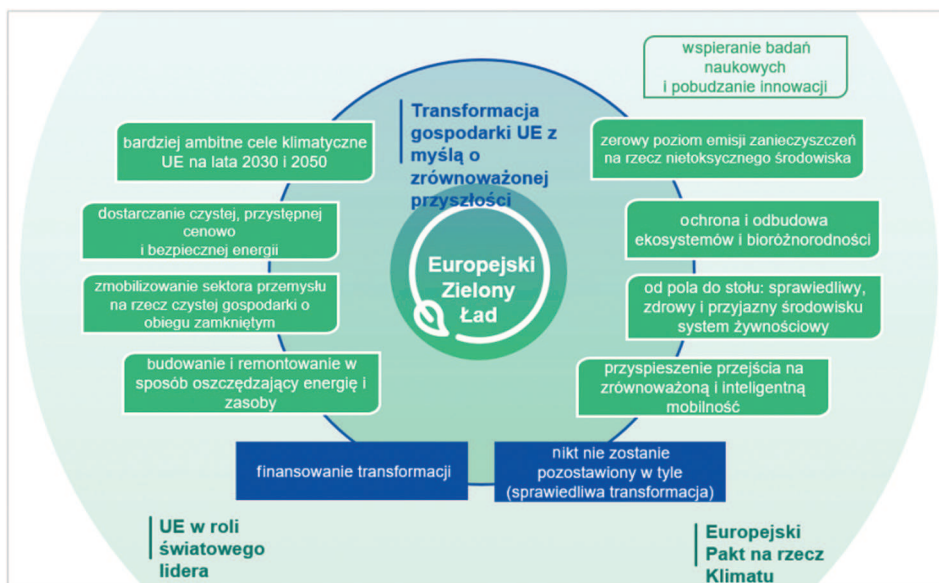 wspieranie badań
naukowych
i pobudzanie innowacji
Transformacja
gospodarki UE z
myślą o
zrównoważonej
przyszłości
bardziej ambitne cele klimatyczne
UE na lata 2030 i 2050
zerowy poziom emisji zanieczyszczeń
na rzecz nietoksycznego środowiska
dostarczanie czystej, przystępnej
cenowo
i bezpiecznej energii
ochrona i odbudowa
ekosystemów i bioróżnorodności
Europejski
Zielony
Ład
zmobilizowanie sektora przemysłu
na rzecz czystej gospodarki o
obiegu zamkniętym
od pola do stołu: sprawiedliwy,
zdrowy i przyjazny środowisku
system żywnościowy
budowanie i remontowanie w
sposób oszczędzający energię i
zasoby
przyspieszenie przejścia na
zrównoważoną i inteligentną
mobilność
finansowanie transformacji
nikt nie zostanie
pozostawiony w tyle
(sprawiedliwa transformacja)
UE w roli
światowego
lidera
Europejski
Pakt na rzecz
Klimatu